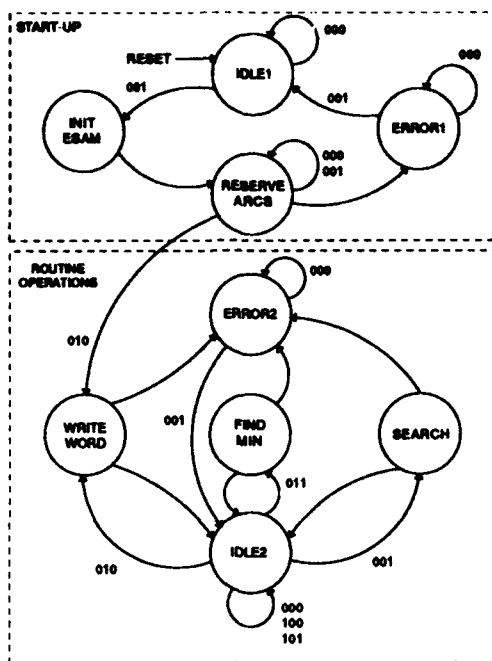 START-UP
000
RESET
IDLE1
000
001
001
INIT
ESAM
ERROR1
RESERVE
ARCS
000
001
ROUTINE
OPERATIONS
000
ERROR2
010
001
WRITE
WORD
FIND
MIN
SEARCH
011
010
IDLE2
001
000
100
101